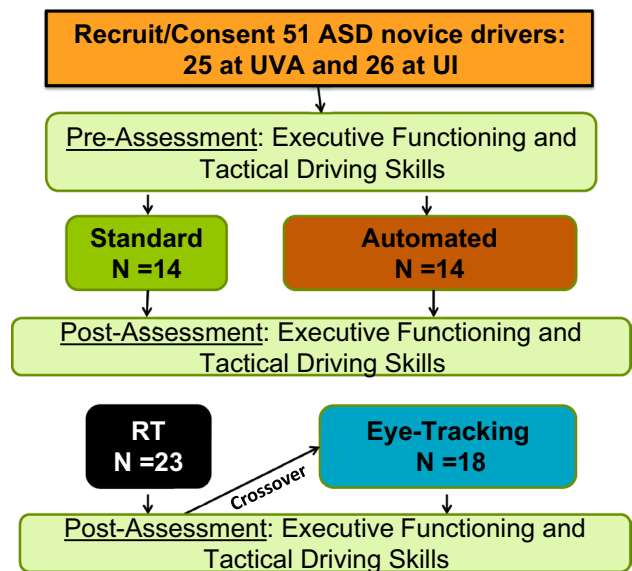 Recruit/Consent 51 ASD novice drivers:
25 at UVA and 26 at UI
Pre-Assessment: Executive Functioning and
Tactical Driving Skills
Standard
N =14
Automated
N =14
Post-Assessment: Executive Functioning and
Tactical Driving Skills
RT
N =23
Crossover
Eye-Tracking
N =18
Post-Assessment: Executive Functioning and
Tactical Driving Skills